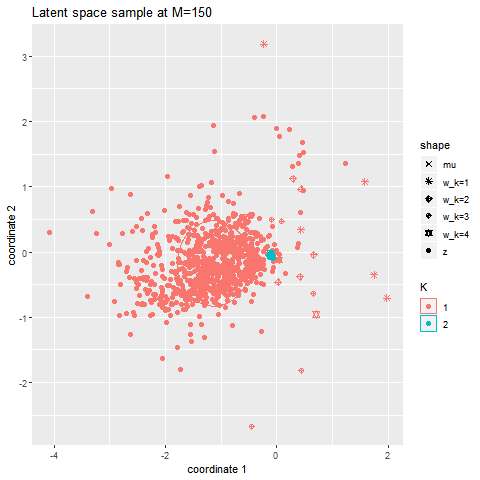 Latent space sample at M=150
3
2
1
0
-1
-2
coordinate 2
-4
-2
0
2
coordinate 1
shape
mu
w_k=1
w_k=2
w_k=3
w_k=4
z
K
1
2